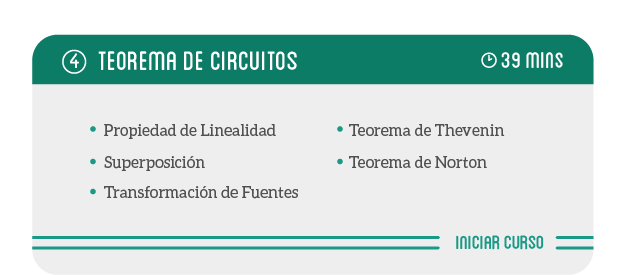 4 TEOREMA DE CIRCUITOS
39 MINS
• Propiedad de Linealidad
• Superposición
• Transformación de Fuentes
• Teorema de Thevenin
• Teorema de Norton
INICIAR CURSO